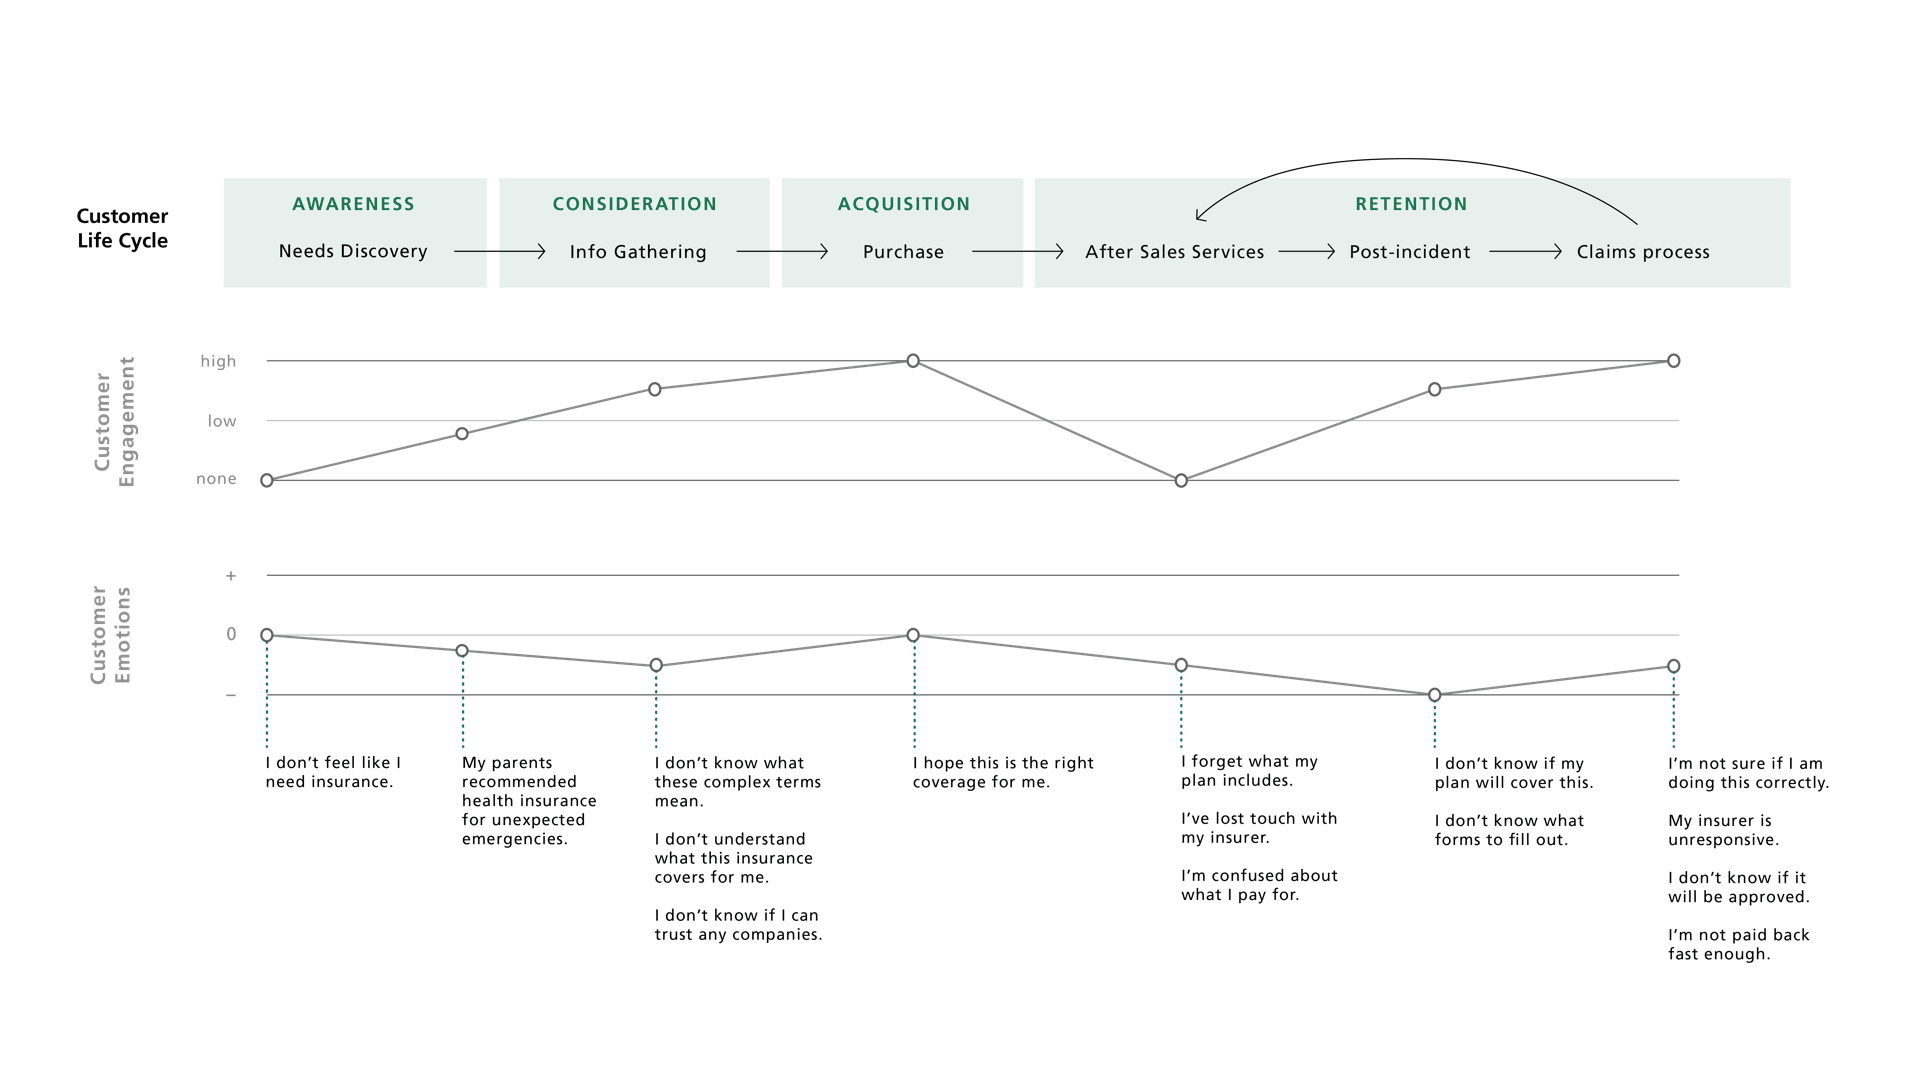 Customer
Life Cycle
AWARENESS
Needs Discovery
CONSIDERATION
Info Gathering
ACQUISITION
Purchase
RETENTION
After Sales Services
Post-incident
Claims process
Customer
Engagement
high
low
none
Customer
Emotions
+
0
–
I don’t feel like I
need insurance.
My parents
recommended
health insurance
for unexpected
emergencies.
I don’t know what
these complex terms
mean.
I don’t understand
what this insurance
covers for me.
I don’t know if I can
trust any companies.
I hope this is the right
coverage for me.
I forget what my
plan includes.
I’ve lost touch with
my insurer.
I’m confused about
what I pay for.
I don’t know if my
plan will cover this.
I don’t know what
forms to fill out.
I’m not sure if I am
doing this correctly.
My insurer is
unresponsive.
I don’t know if it
will be approved.
I’m not paid back
fast enough.